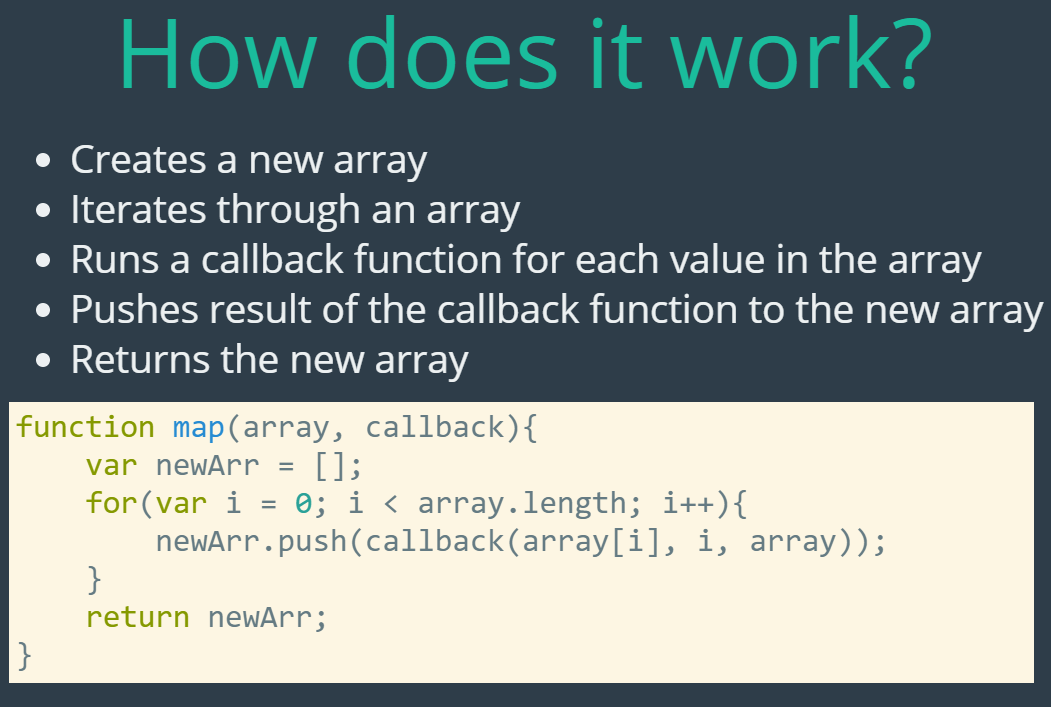 How does it work?
• Creates a new array
• Iterates through an array
• Runs a callback function for each value in the array
• Pushes result of the callback function to the new array
• Returns the new array
function map(array, callback){
    var newArr = [];
    for(var i = 0; i < array.length; i++){
        newArr.push(callback(array[i], i, array));
    }
    return newArr;
}